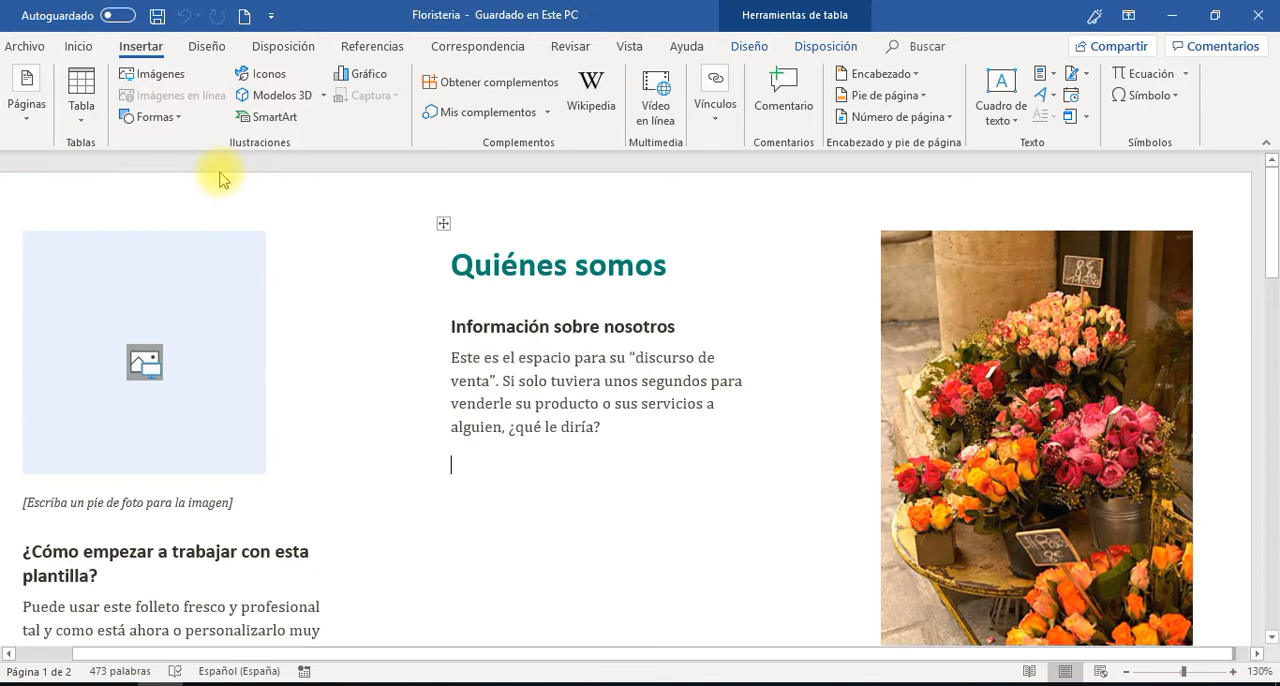 Autoguardado
Floristeria - Guardado en Este PC
Herramientas de tabla
Archivo Inicio Insertar Diseño Disposición Referencias Correspondencia Revisar Vista Ayuda Diseño Disposición Buscar Compartir Comentarios
Páginas
Tabla
Tablas
Imágenes
Imágenes en línea
Formas
Iconos
Modelos 3D
SmartArt
Gráfico
Captura
Ilustraciones
Obtener complementos
Mis complementos
Wikipedia
Complementos
Vídeo
en línea
Multimedia
Vínculos
Comentario
Comentarios
Encabezado
Pie de página
Número de página
Encabezado y pie de página
Cuadro de
texto
Texto
Ecuación
Símbolo
Símbolos
[Escriba un pie de foto para la imagen]
¿Cómo empezar a trabajar con esta
plantilla?
Puede usar este folleto fresco y profesional
tal y como está ahora o personalizarlo muy
Quiénes somos
Información sobre nosotros
Este es el espacio para su “discurso de
venta”. Si solo tuviera unos segundos para
venderle su producto o sus servicios a
alguien, ¿qué le diría?
Página 1 de 2 473 palabras Español (España) 130%